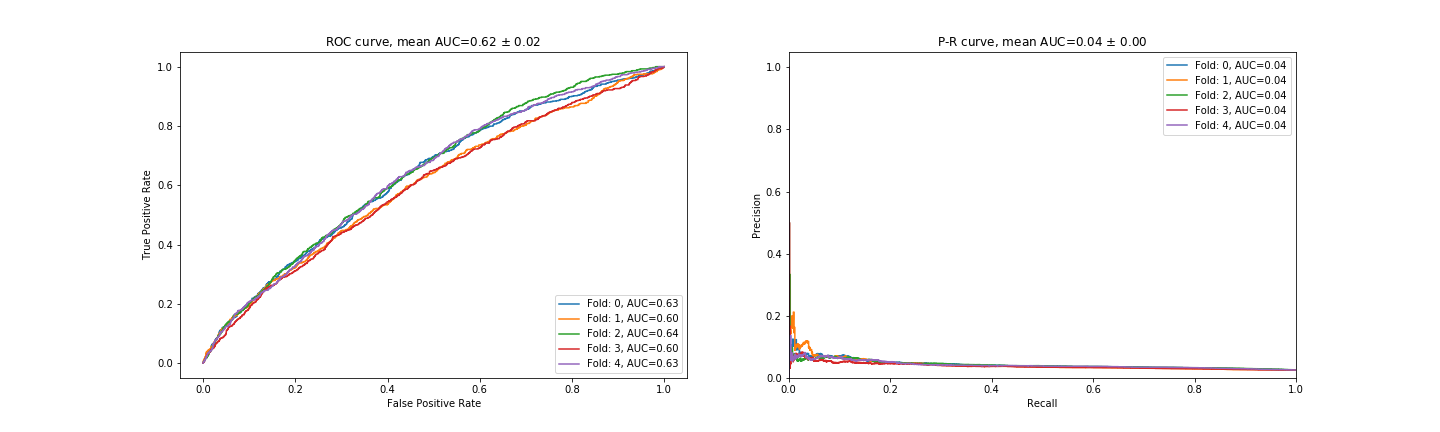 ROC curve, mean AUC=0.62 ± 0.02
True Positive Rate
1.0
0.8
0.6
0.4
0.2
0.0
Fold: 0, AUC=0.63
Fold: 1, AUC=0.60
Fold: 2, AUC=0.64
Fold: 3, AUC=0.60
Fold: 4, AUC=0.63
0.0 0.2 0.4 0.6 0.8 1.0
False Positive Rate
P-R curve, mean AUC=0.04 ± 0.00
Precision
1.0
0.8
0.6
0.4
0.2
0.0
Fold: 0, AUC=0.04
Fold: 1, AUC=0.04
Fold: 2, AUC=0.04
Fold: 3, AUC=0.04
Fold: 4, AUC=0.04
0.0 0.2 0.4 0.6 0.8 1.0
Recall